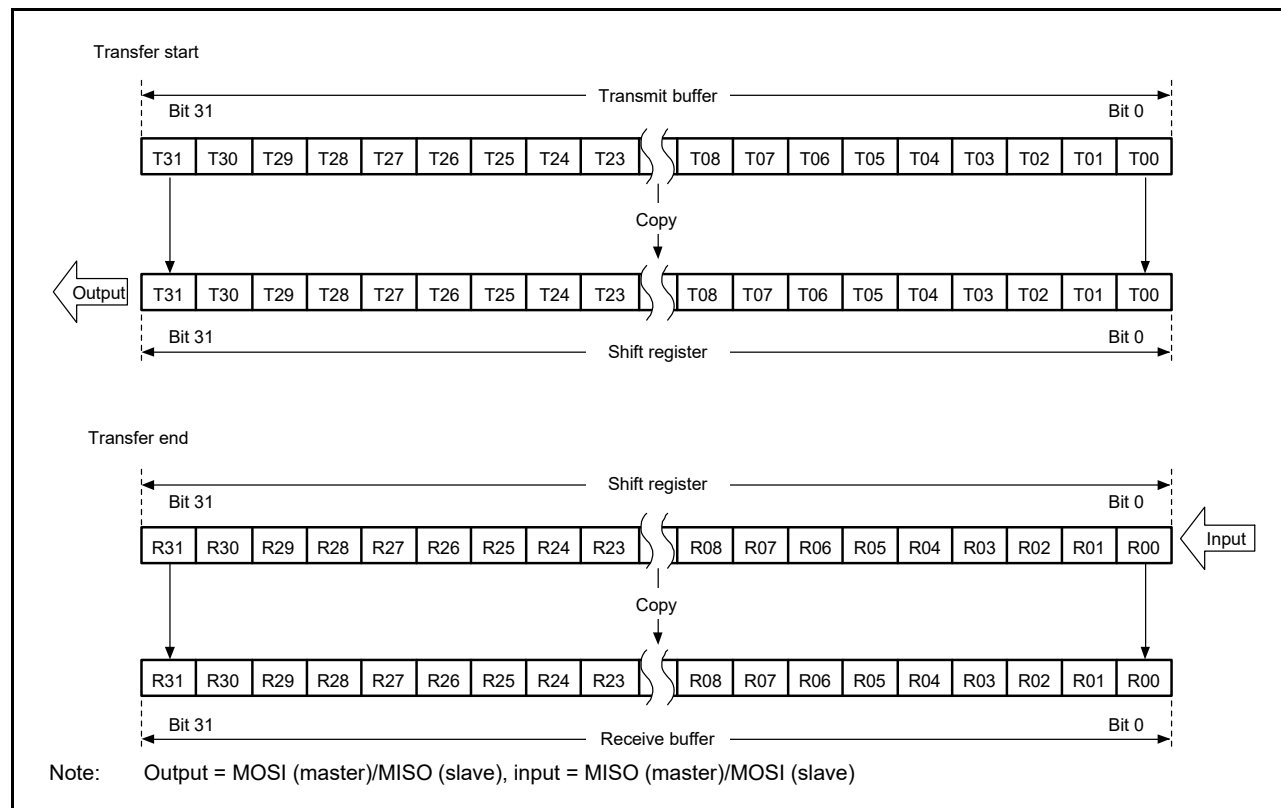 Transfer start
Transmit buffer
Bit 31 Bit 0
T31 T30 T29 T28 T27 T26 T25 T24 T23 T08 T07 T06 T05 T04 T03 T02 T01 T00
Copy
Output T31 T30 T29 T28 T27 T26 T25 T24 T23 T08 T07 T06 T05 T04 T03 T02 T01 T00
Bit 31 Bit 0
Shift register
Transfer end
Shift register
Bit 31 Bit 0
R31 R30 R29 R28 R27 R26 R25 R24 R23 R08 R07 R06 R05 R04 R03 R02 R01 R00 Input
Copy
R31 R30 R29 R28 R27 R26 R25 R24 R23 R08 R07 R06 R05 R04 R03 R02 R01 R00
Bit 31 Bit 0
Receive buffer
Note: Output = MOSI (master)/MISO (slave), input = MISO (master)/MOSI (slave)